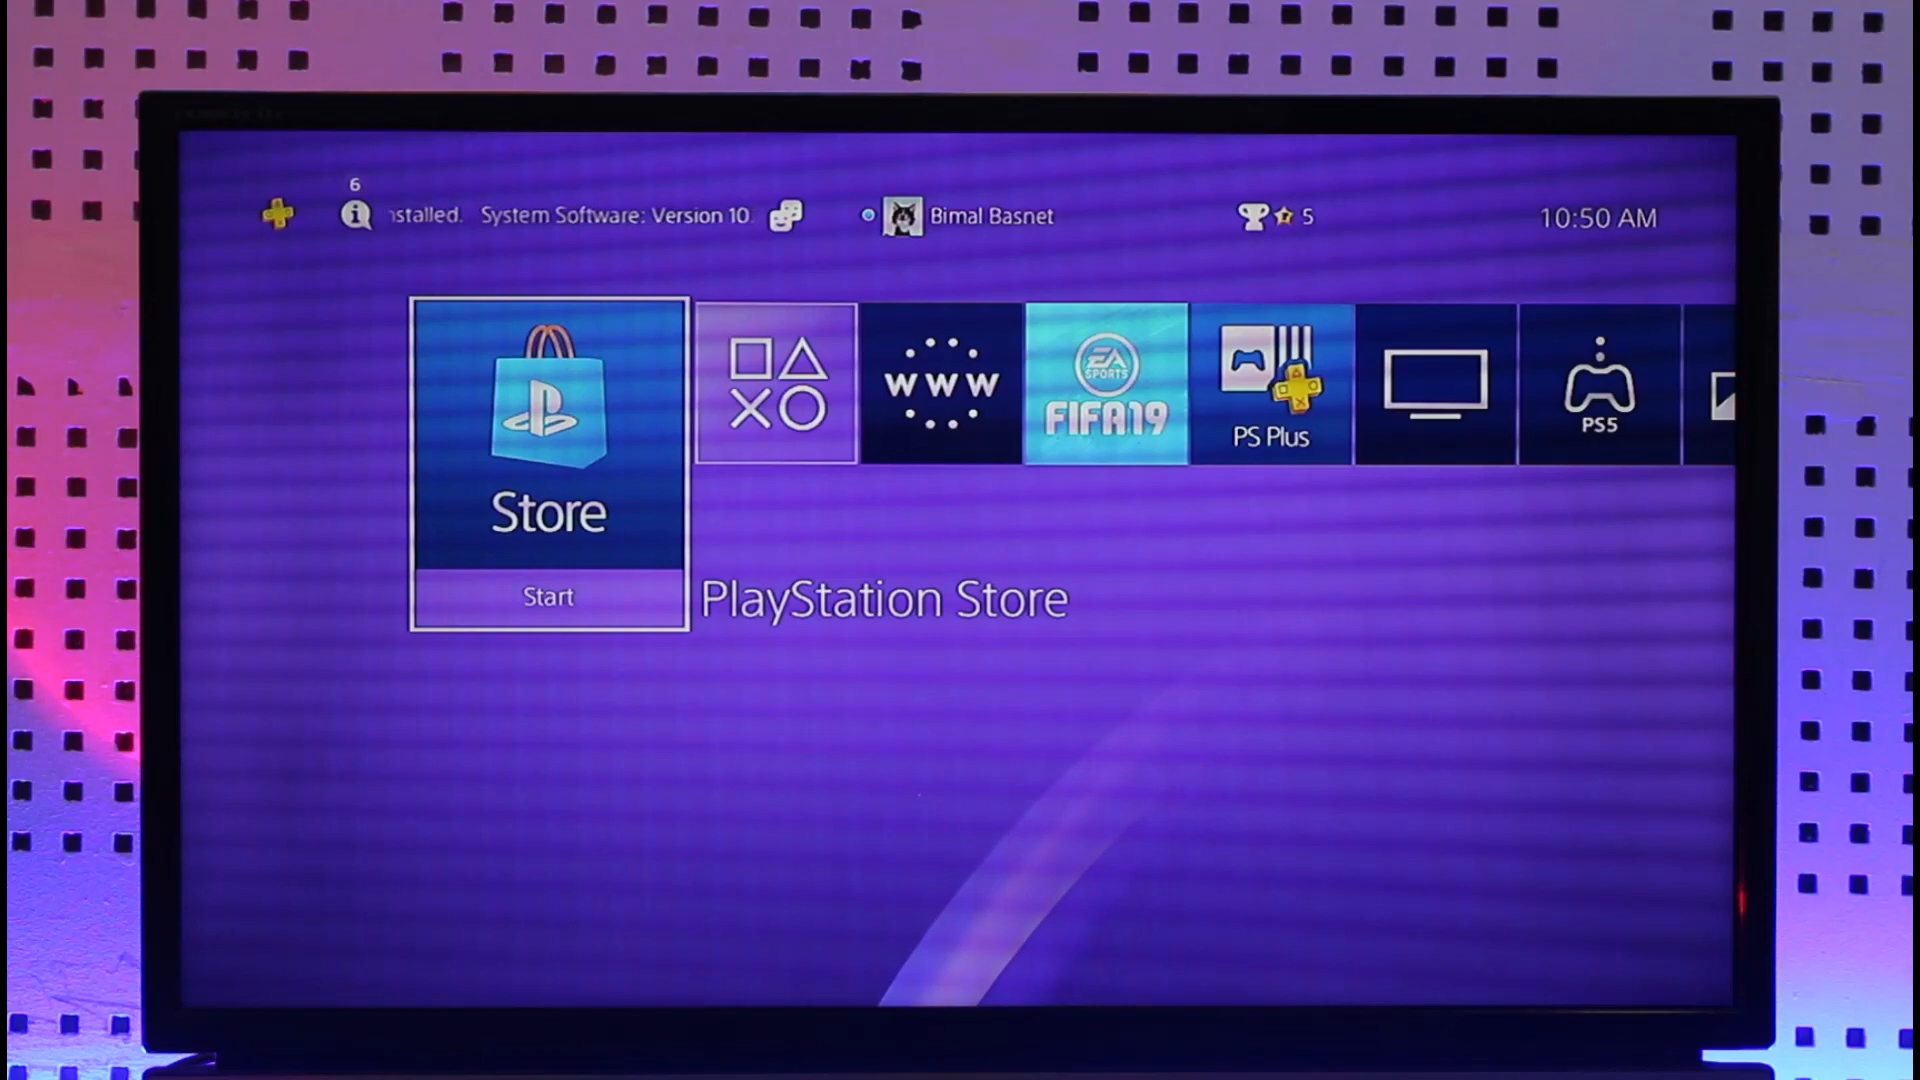 6
nstalled. System Software: Version 10
Bimal Basnet
5
10:50 AM
Store
Start
WWW
EA SPORTS
FIFA19
PS Plus
PS5
PlayStation Store